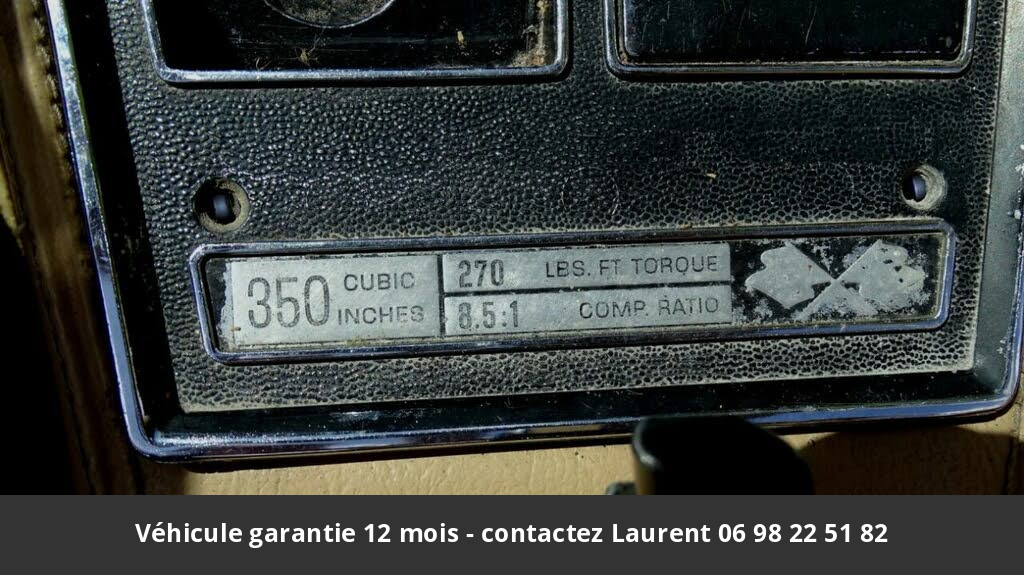 350 CUBIC INCHES
270 LBS. FT TORQUE
8.5:1 COMP. RATIO
Véhicule garantie 12 mois - contactez Laurent 06 98 22 51 82